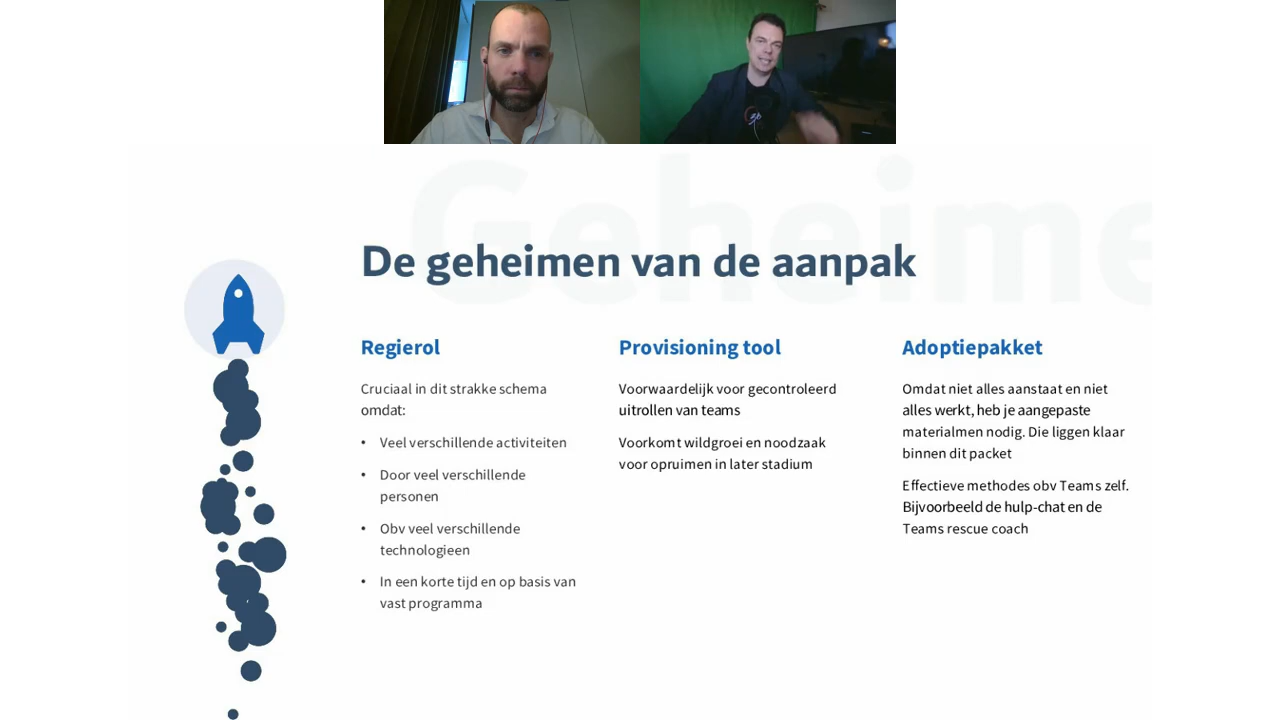 Geheime
De geheimen van de aanpak
Regierol
Cruciaal in dit strakke schema
omdat:
• Veel verschillende activiteiten
• Door veel verschillende
personen
• Obv veel verschillende
technologieen
• In een korte tijd en op basis van
vast programma
Provisioning tool
Voorwaardelijk voor gecontroleerd
uitrollen van teams
Voorkomt wildgroei en noodzaak
voor opruimen in later stadium
Adoptiepakket
Omdat niet alles aanstaat en niet
alles werkt, heb je aangepaste
materialmen nodig. Die liggen klaar
binnen dit packet
Effectieve methodes obv Teams zelf.
Bijvoorbeeld de hulp-chat en de
Teams rescue coach